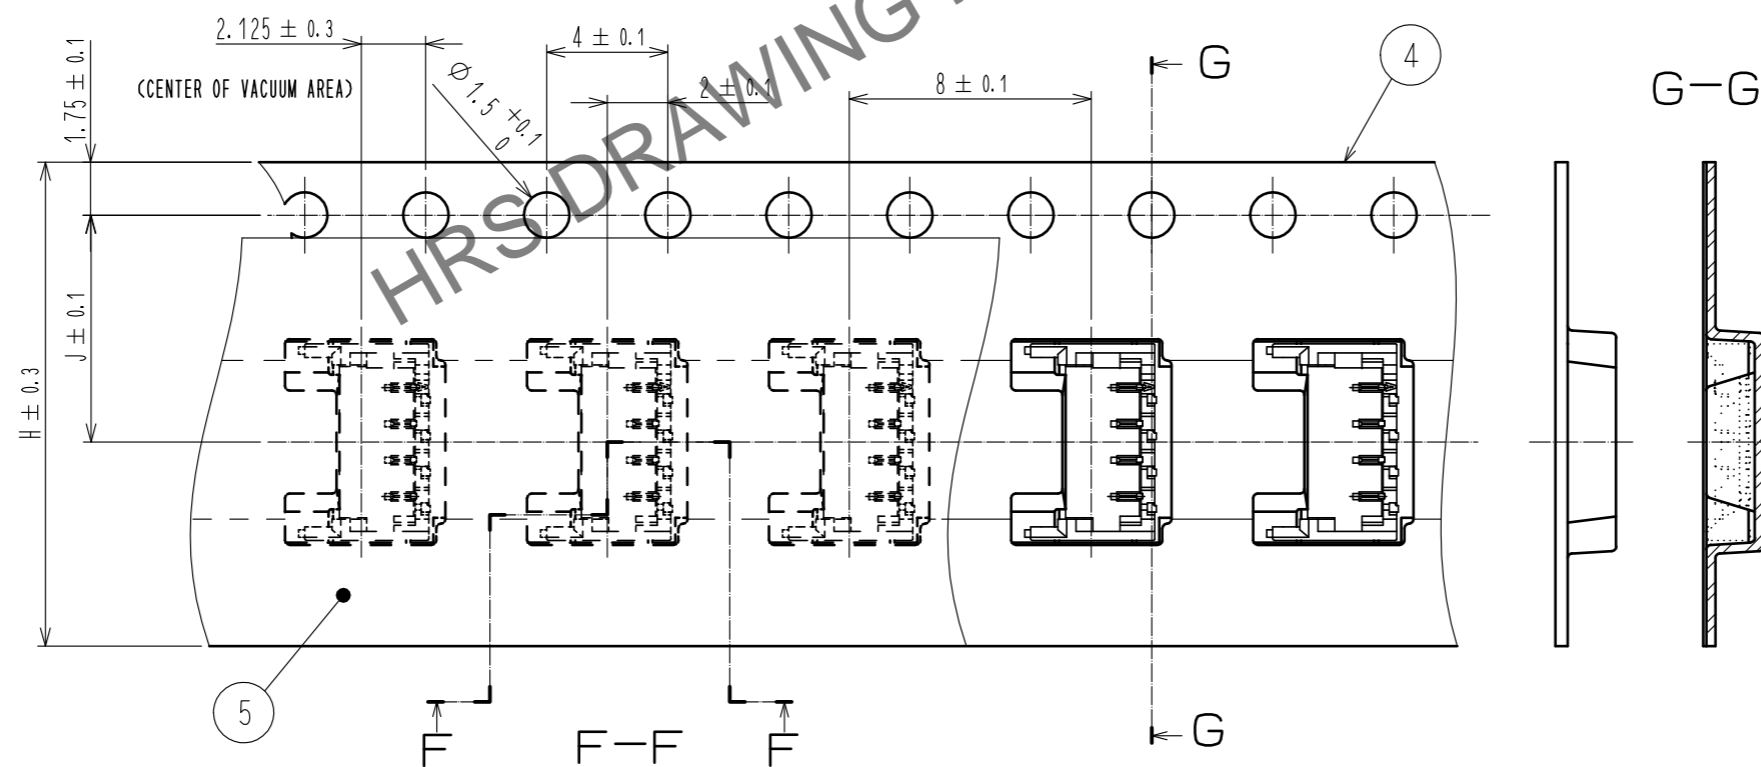 2.125 ± 0.3
(CENTER OF VACUUM AREA)
1.75 ± 0.1
4 ± 0.1
∅ 1.5 +0.1 0
2 ± 0.1
8 ± 0.1
G
4
G-G
HRS DRAWING
J ± 0.1
H ± 0.3
5
F
F-F
F
G